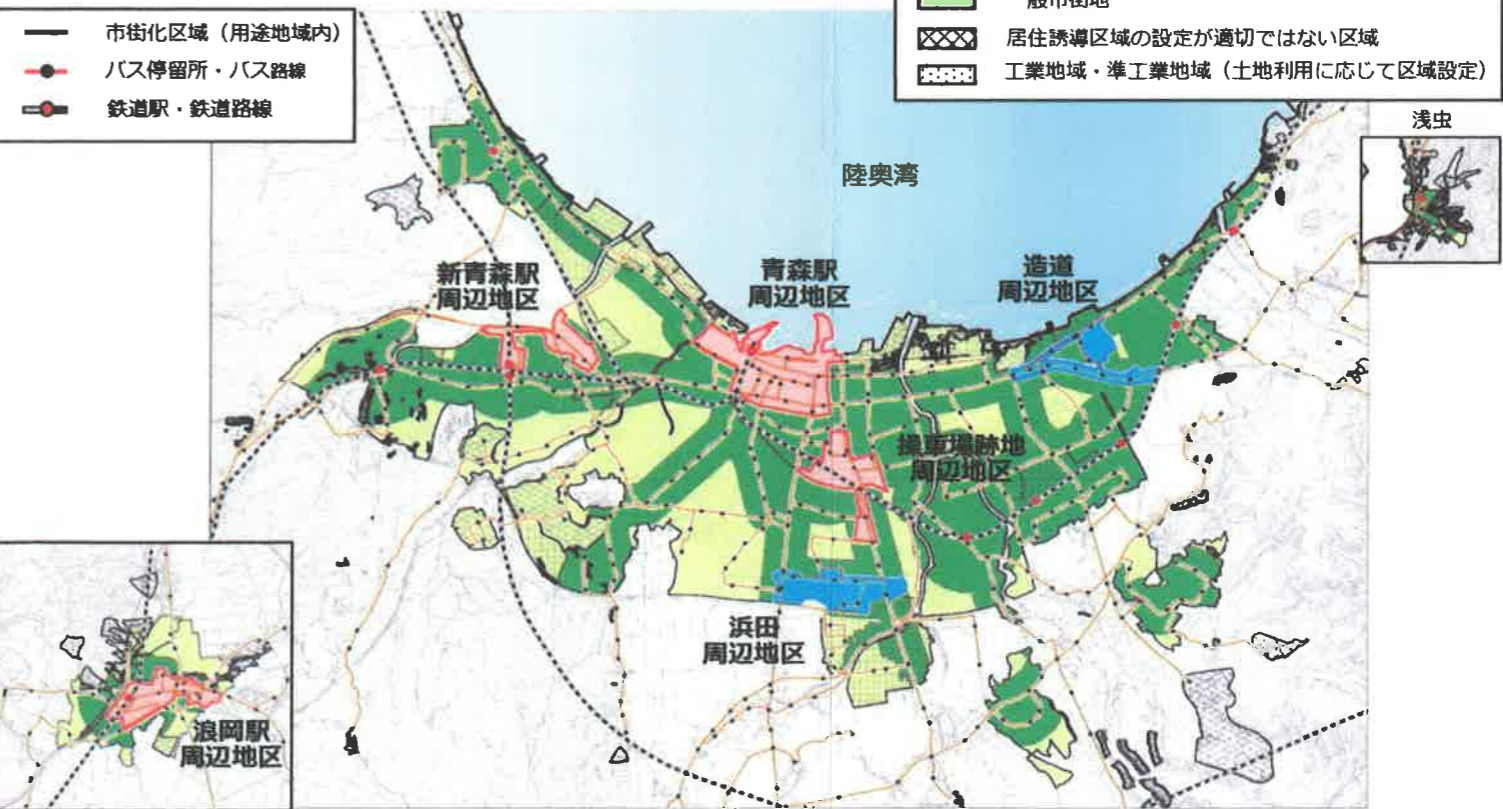 市街化区域（用途地域内）
バス停留所・バス路線
鉄道駅・鉄道路線
一般市街地
居住誘導区域の設定が適切ではない区域
工業地域・準工業地域（土地利用に応じて区域設定）
浅虫
陸奥湾
新青森駅
周辺地区
青森駅
周辺地区
造道
周辺地区
操車場跡地
周辺地区
浜田
周辺地区
浪岡駅
周辺地区